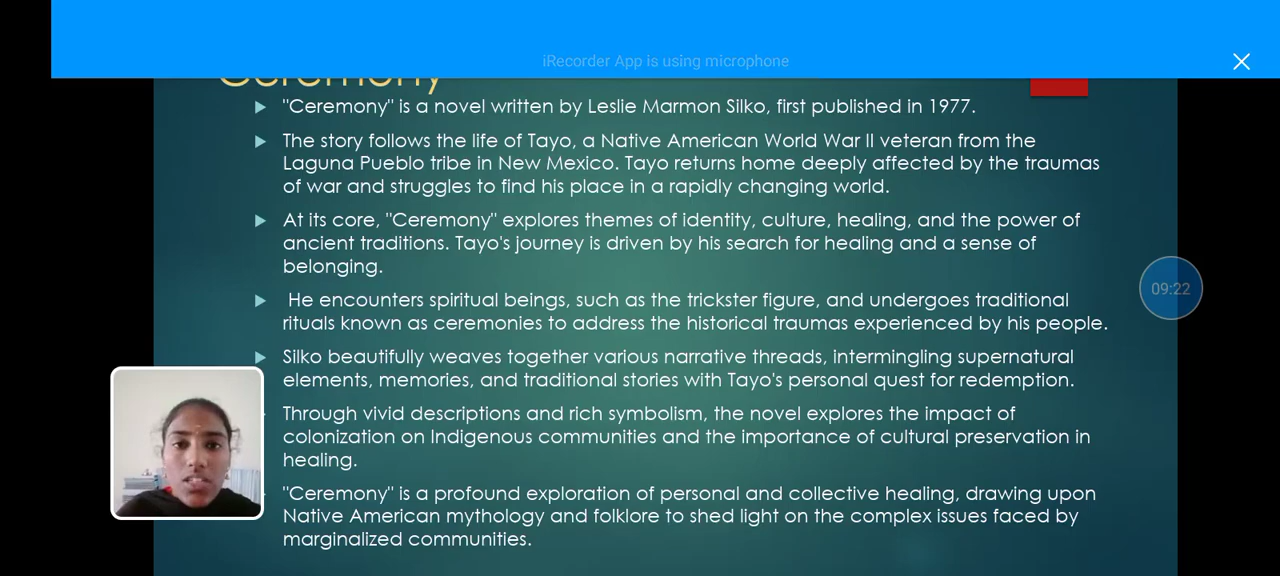 iRecorder App is using microphone
Ceremony
"Ceremony" is a novel written by Leslie Marmon Silko, first published in 1977.
The story follows the life of Tayo, a Native American World War II veteran from the
Laguna Pueblo tribe in New Mexico. Tayo returns home deeply affected by the traumas
of war and struggles to find his place in a rapidly changing world.
At its core, "Ceremony" explores themes of identity, culture, healing, and the power of
ancient traditions. Tayo's journey is driven by his search for healing and a sense of
belonging.
He encounters spiritual beings, such as the trickster figure, and undergoes traditional
rituals known as ceremonies to address the historical traumas experienced by his people.
09:22
Silko beautifully weaves together various narrative threads, intermingling supernatural
elements, memories, and traditional stories with Tayo's personal quest for redemption.
Through vivid descriptions and rich symbolism, the novel explores the impact of
colonization on Indigenous communities and the importance of cultural preservation in
healing.
"Ceremony" is a profound exploration of personal and collective healing, drawing upon
Native American mythology and folklore to shed light on the complex issues faced by
marginalized communities.